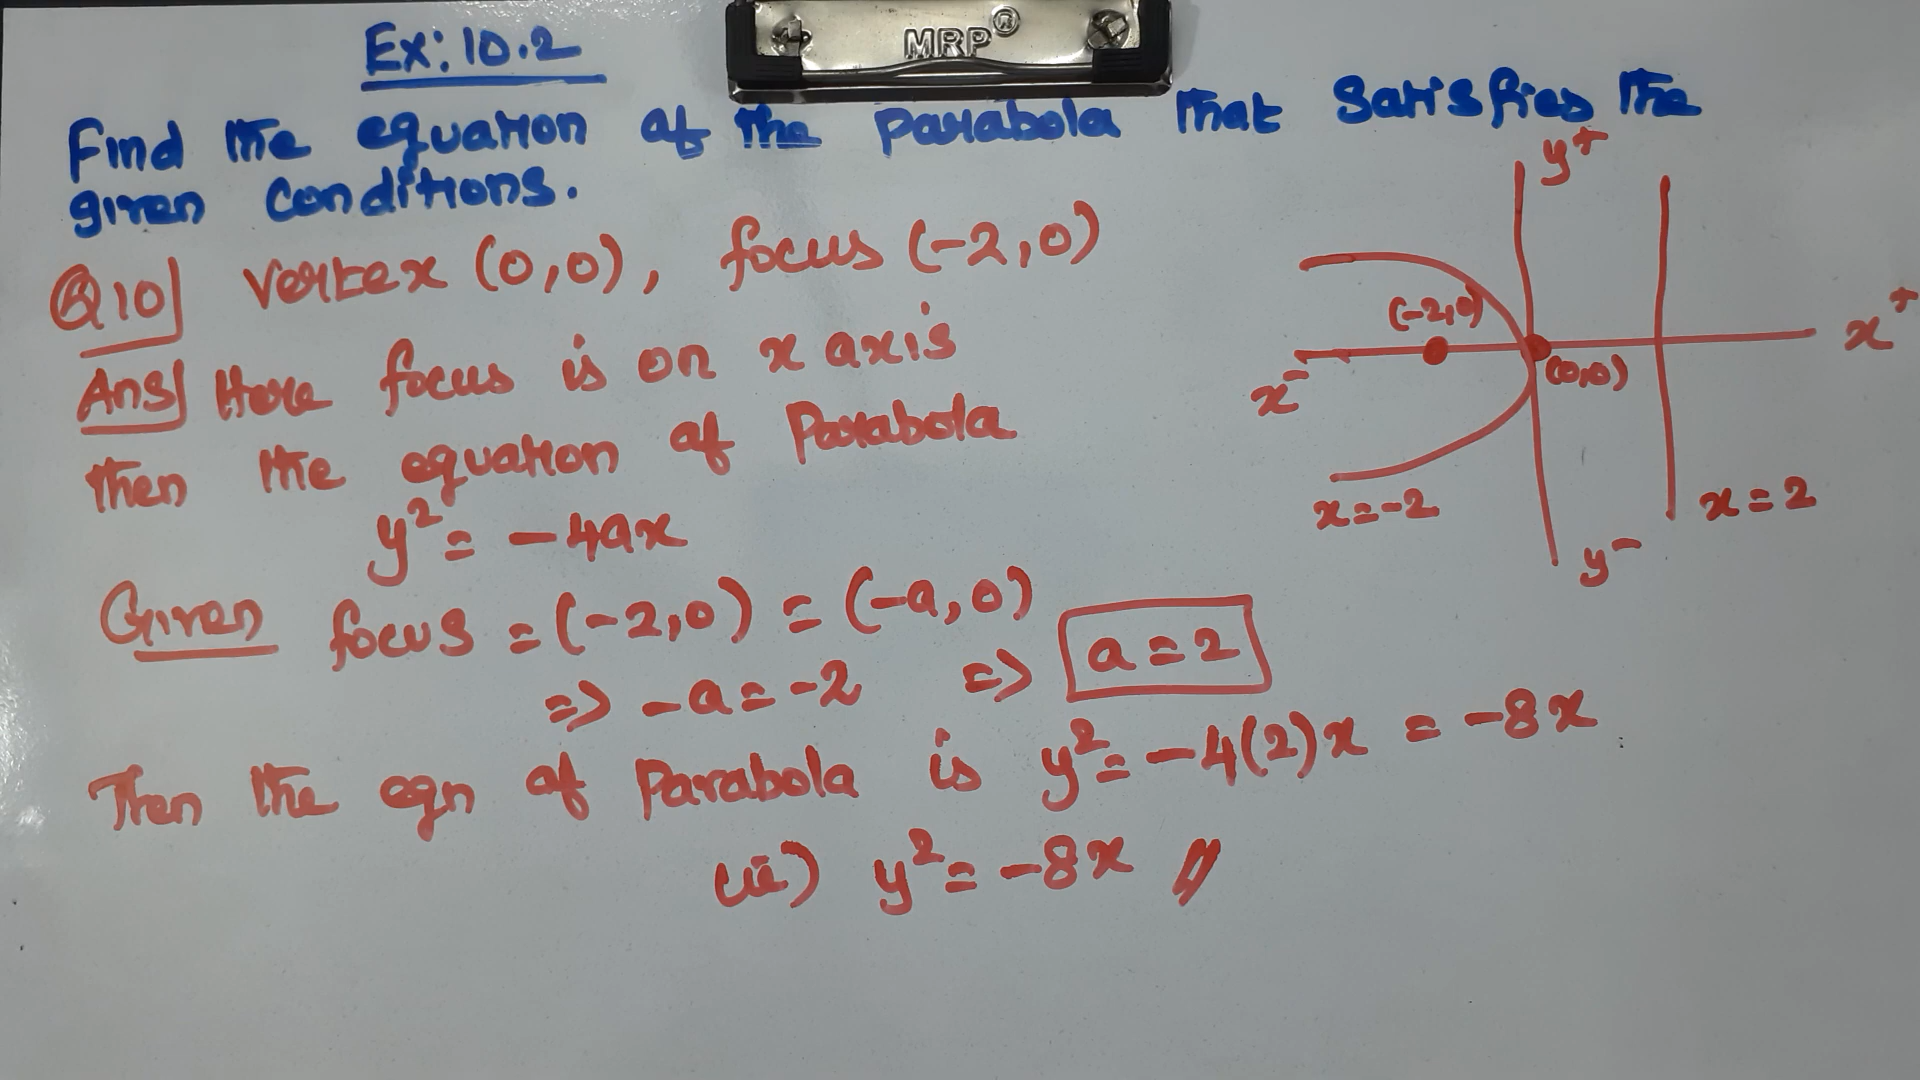 MRP®
Ex: 10.2
Find the equation of the parabola that satisfies the
given conditions.
Q10] Vertex (0,0), focus (-2,0)
Ans] Here focus is on x axis
then the equation of Parabola
y² = -4ax
Given focus = (-2,0) = (-a,0)
=> -a = -2 => a = 2
Then the eqn of Parabola is y² = -4(2)x = -8x
(ie) y² = -8x //
y+
(-2,0)
x+
x-
(0,0)
x=-2
x=2
y-